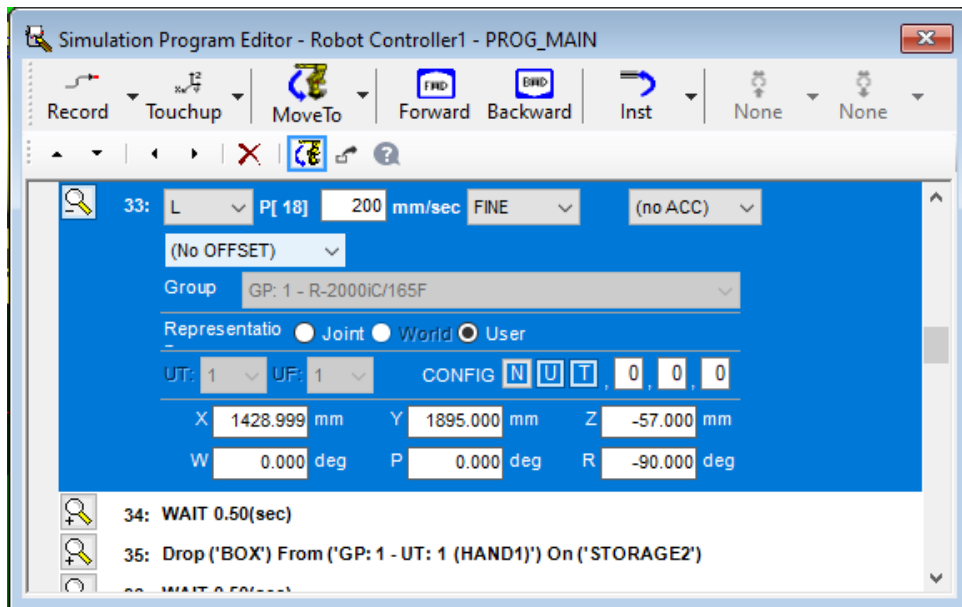 Simulation Program Editor - Robot Controller1 - PROG_MAIN
Record Touchup MoveTo FWD Forward BWD Backward Inst None None
33: L P[ 18] 200 mm/sec FINE (no ACC)
(No OFFSET)
Group GP: 1 - R-2000iC/165F
Representatio Joint World User
UT: 1 UF: 1 CONFIG N U T , 0 , 0 , 0
X 1428.999 mm Y 1895.000 mm Z -57.000 mm
W 0.000 deg P 0.000 deg R -90.000 deg
34: WAIT 0.50(sec)
35: Drop ('BOX') From ('GP: 1 - UT: 1 (HAND1)') On ('STORAGE2')